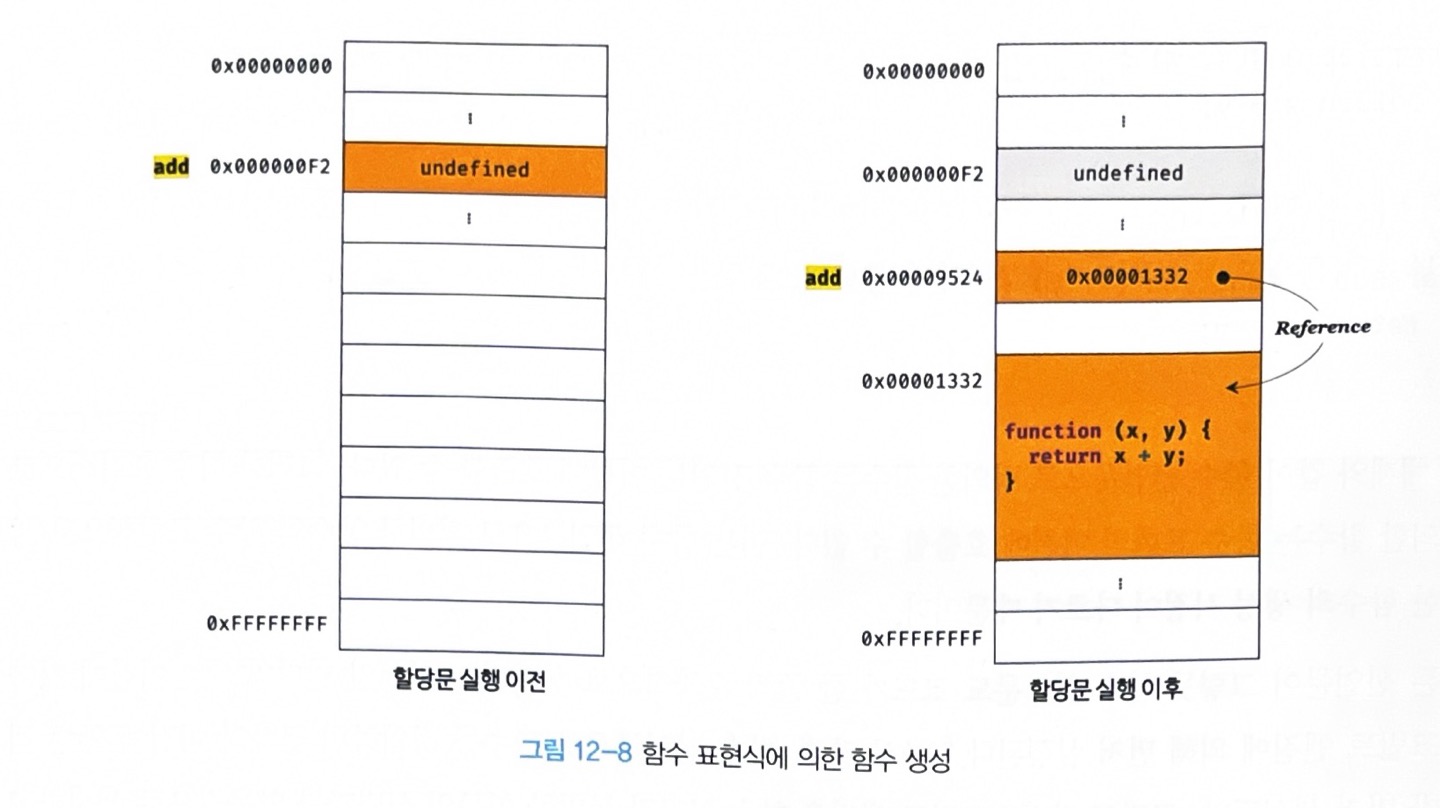 0x00000000
⁝
add 0x000000F2 undefined
⁝
0xFFFFFFFF
할당문 실행 이전
0x00000000
⁝
0x000000F2 undefined
⁝
add 0x00009524 0x00001332
Reference
0x00001332
function (x, y) {
return x + y;
}
⁝
0xFFFFFFFF
할당문 실행 이후
그림 12-8 함수 표현식에 의한 함수 생성